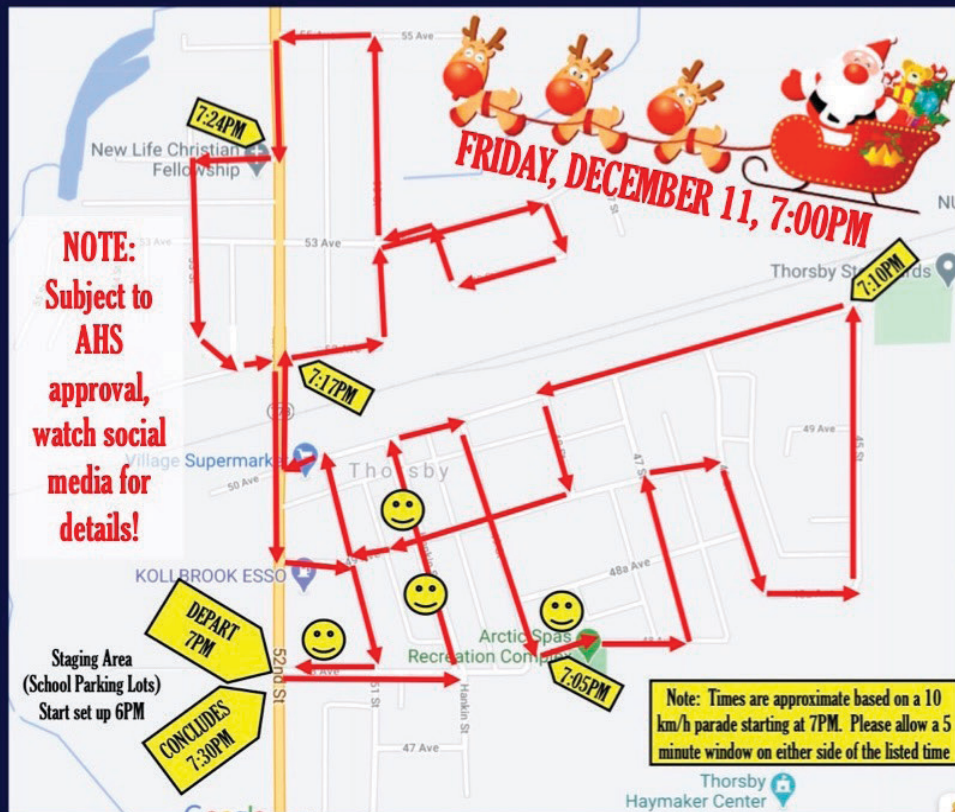 55 Ave
7:24PM
New Life Christian
Fellowship
FRIDAY, DECEMBER 11, 7:00PM
53 Ave
53 Ave
NOTE:
Subject to
AHS
approval,
watch social
media for
details!
7:10PM
7:17PM
Village Supermarke
50 Ave
Thorsby
47 St
49 Ave
45 St
48a Ave
KOLLBROOK ESSO
DEPART
7PM
Staging Area
(School Parking Lots)
Start set up 6PM
CONCLUDES
7:30PM
52nd St
51 St
Hankin St
47 Ave
Arctic Spas
Recreation Complex
7:05PM
Note: Times are approximate based on a 10
km/h parade starting at 7PM. Please allow a 5
minute window on either side of the listed time
Thorsby
Haymaker Center